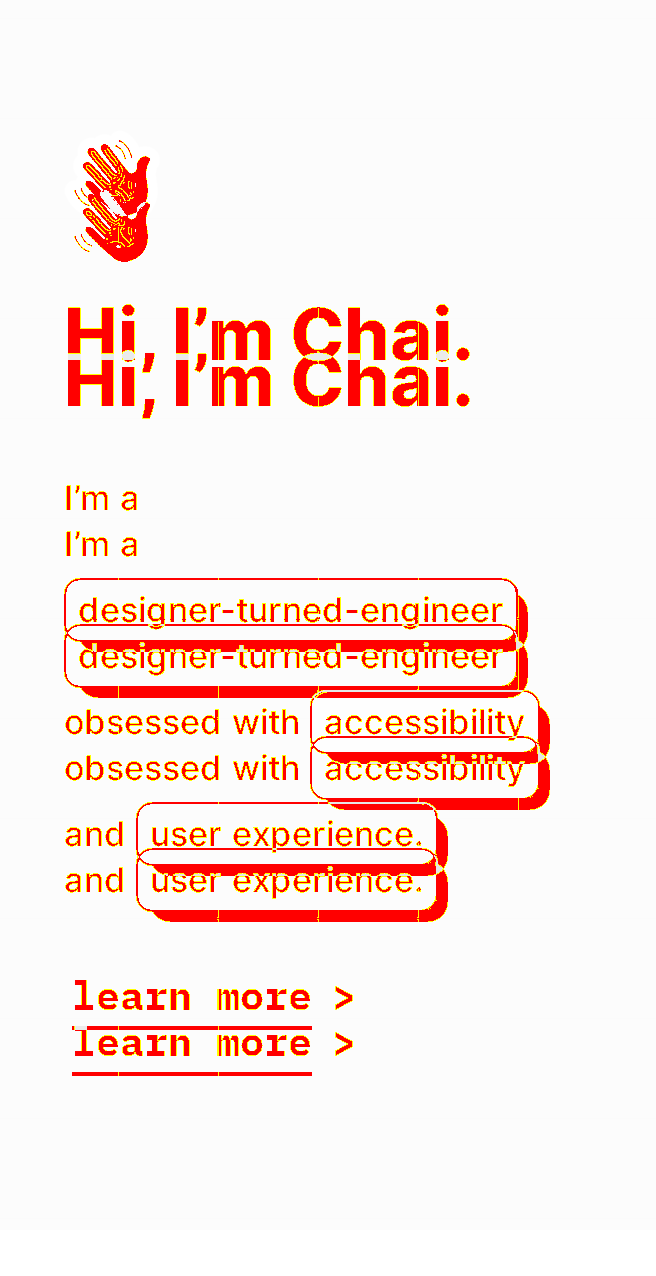 Hi, I’m Chai.
Hi, I’m Chai.
I’m a
I’m a
designer-turned-engineer
designer-turned-engineer
obsessed with accessibility
obsessed with accessibility
and user experience.
and user experience.
learn more >
learn more >